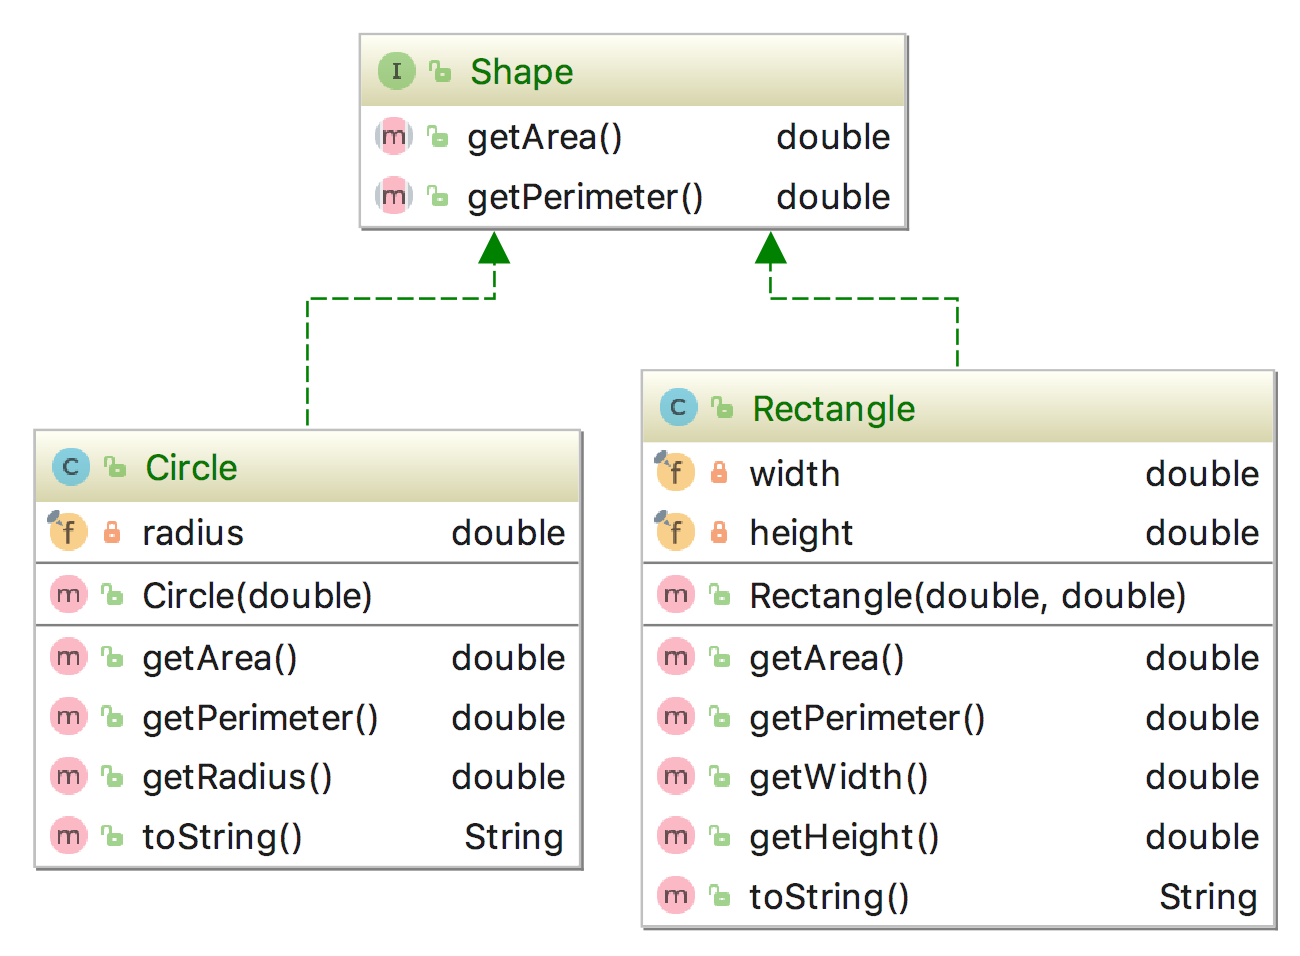 I Shape
m getArea() double
m getPerimeter() double
C Circle
f radius double
m Circle(double)
m getArea() double
m getPerimeter() double
m getRadius() double
m toString() String
C Rectangle
f width double
f height double
m Rectangle(double, double)
m getArea() double
m getPerimeter() double
m getWidth() double
m getHeight() double
m toString() String